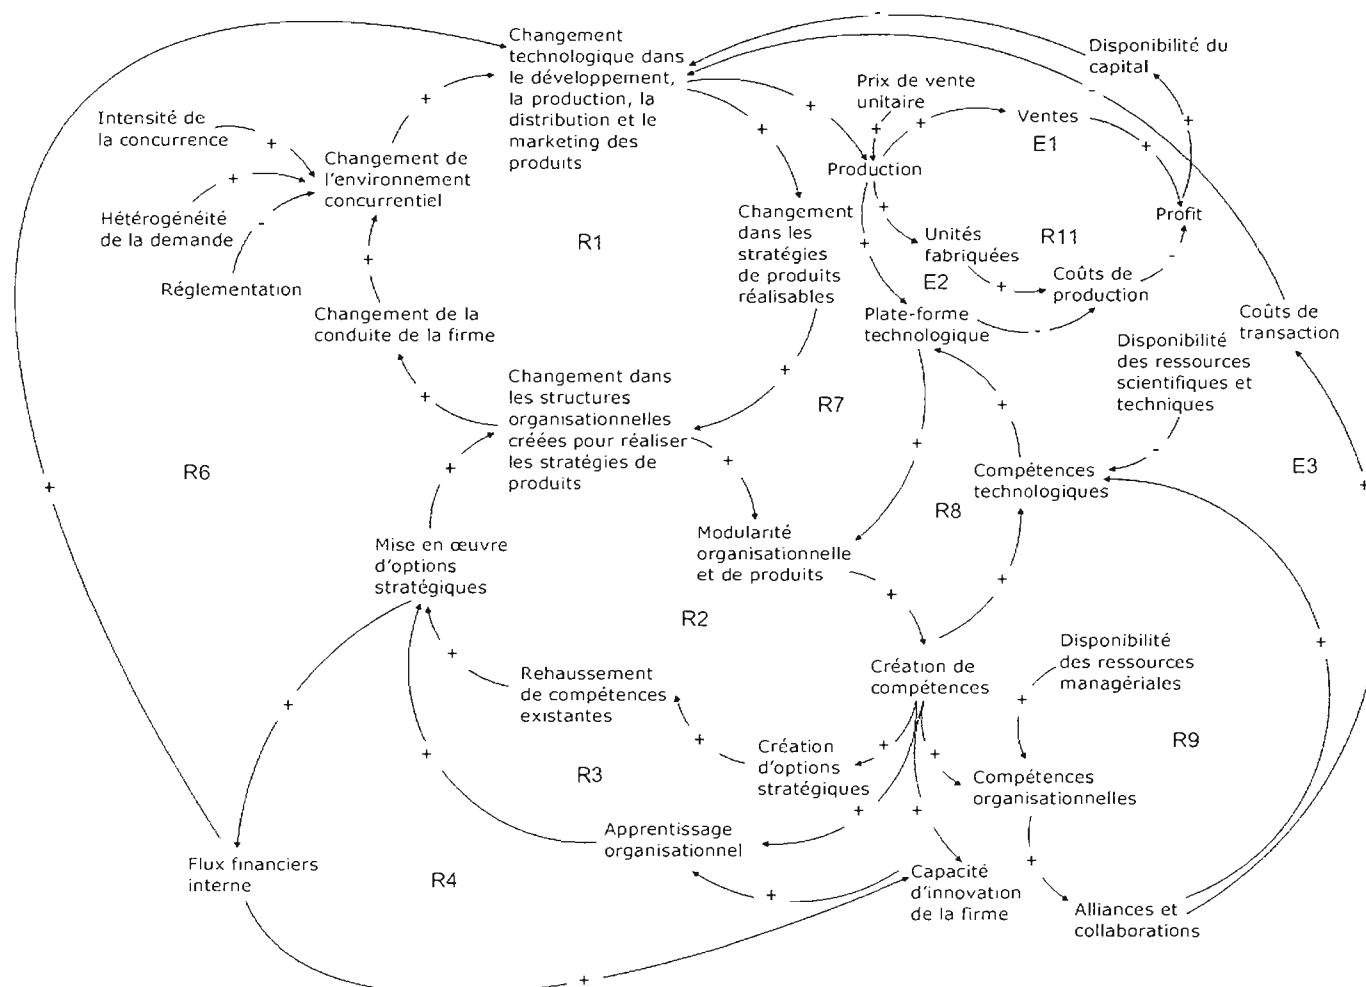 Changement
technologique dans
le développement,
la production, la
distribution et le
marketing des
produits
-
Disponibilité du
capital
-
Prix de vente
unitaire
+
+
Ventes
E1
+
+
Production
+
+
+
Intensité de
la concurrence
+
+
Changement de
l'environnement
concurrentiel
+
Hétérogénéité
de la demande
-
Réglementation
R1
Changement
dans les
stratégies
de produits
réalisables
+
+
Unités
fabriquées
E2
R11
Profit
-
+
Coûts de
production
Plate-forme
technologique
-
Coûts de
transaction
Disponibilité
des ressources
scientifiques et
techniques
+
Changement de la
conduite de la firme
+
+
R7
Changement dans
les structures
organisationnelles
créées pour réaliser
les stratégies de
produits
+
+
+
+
-
R6
+
R8
Compétences
technologiques
E3
+
Mise en œuvre
d'options
stratégiques
Modularité
organisationnelle
et de produits
+
+
R2
+
Rehaussement
de compétences
existantes
+
Création de
compétences
Disponibilité
des ressources
managériales
+
+
R9
R3
+
+
Création
d'options
stratégiques
+
+
Compétences
organisationnelles
+
Apprentissage
organisationnel
+
+
+
Flux financiers
interne
R4
+
Capacité
d'innovation
de la firme
Alliances et
collaborations
+